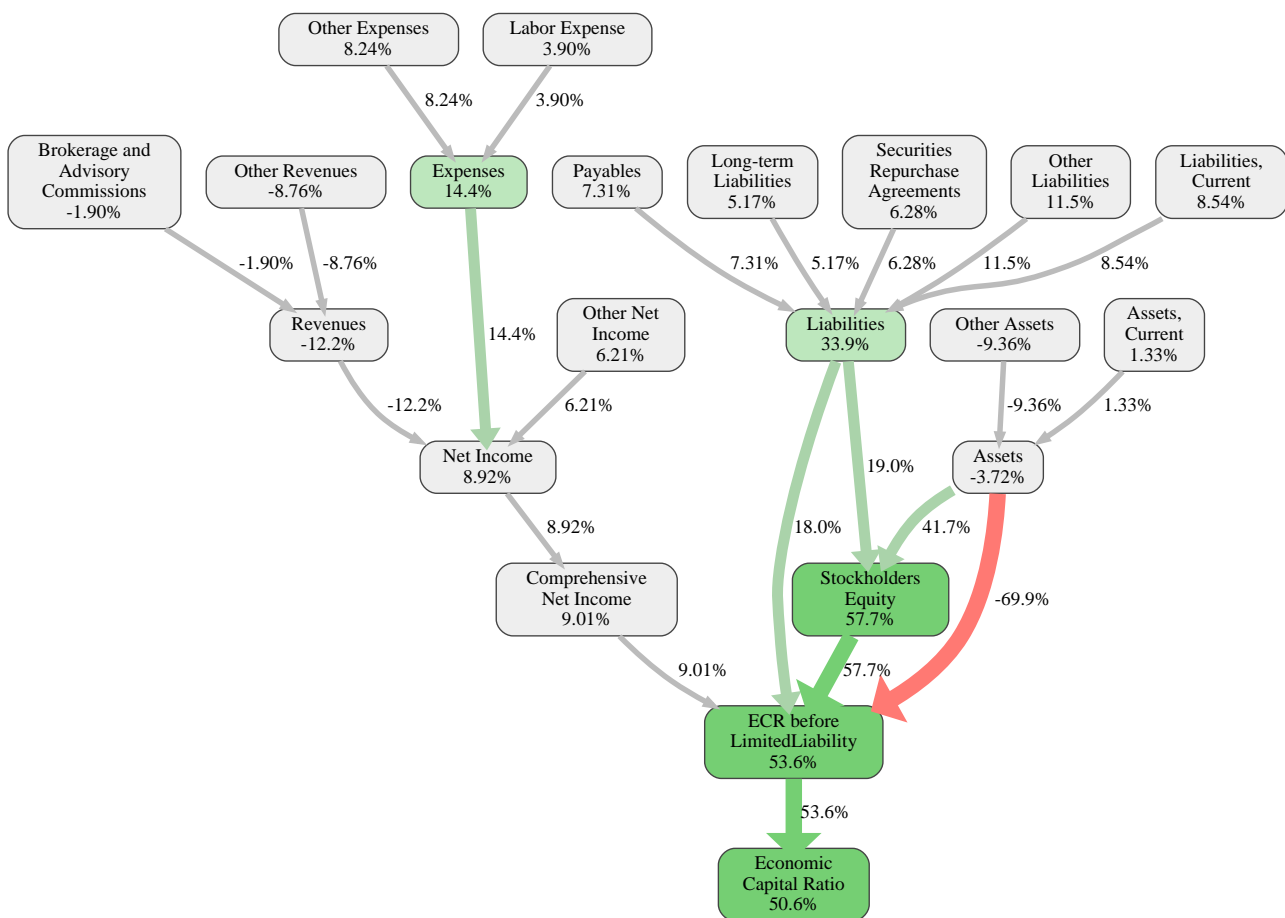 Other Expenses
8.24%
Labor Expense
3.90%
8.24%
3.90%
Brokerage and
Advisory
Commissions
-1.90%
Other Revenues
-8.76%
Expenses
14.4%
Payables
7.31%
Long-term
Liabilities
5.17%
Securities
Repurchase
Agreements
6.28%
Other
Liabilities
11.5%
Liabilities,
Current
8.54%
-1.90%
-8.76%
7.31%
5.17%
6.28%
11.5%
8.54%
Revenues
-12.2%
14.4%
Other Net
Income
6.21%
Liabilities
33.9%
Other Assets
-9.36%
Assets,
Current
1.33%
-12.2%
6.21%
-9.36%
1.33%
Net Income
8.92%
19.0%
Assets
-3.72%
8.92%
18.0%
41.7%
Comprehensive
Net Income
9.01%
Stockholders
Equity
57.7%
-69.9%
9.01%
57.7%
ECR before
LimitedLiability
53.6%
53.6%
Economic
Capital Ratio
50.6%